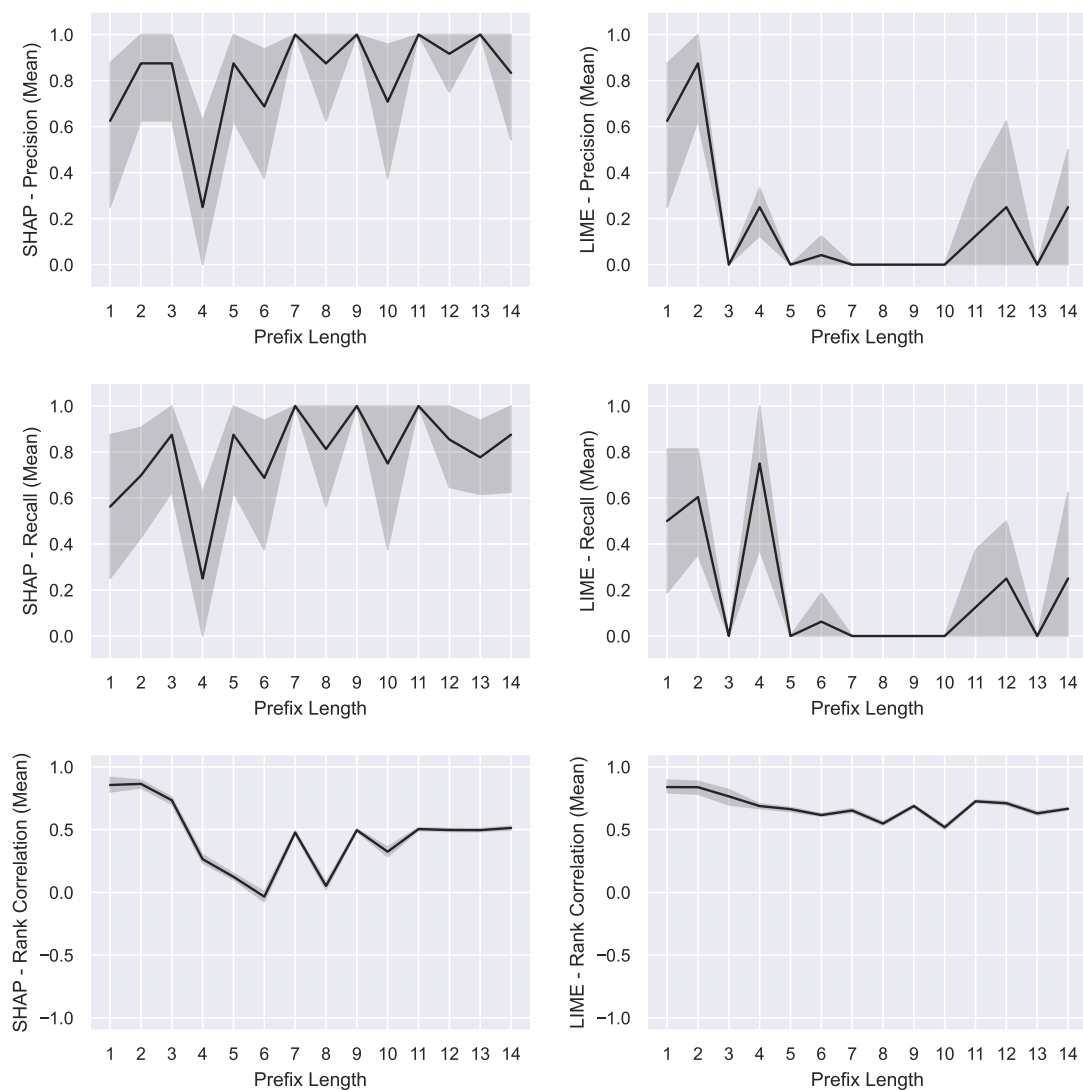 SHAP - Precision (Mean)
1.0
0.8
0.6
0.4
0.2
0.0
1 2 3 4 5 6 7 8 9 10 11 12 13 14
Prefix Length
LIME - Precision (Mean)
1.0
0.8
0.6
0.4
0.2
0.0
1 2 3 4 5 6 7 8 9 10 11 12 13 14
Prefix Length
SHAP - Recall (Mean)
1.0
0.8
0.6
0.4
0.2
0.0
1 2 3 4 5 6 7 8 9 10 11 12 13 14
Prefix Length
LIME - Recall (Mean)
1.0
0.8
0.6
0.4
0.2
0.0
1 2 3 4 5 6 7 8 9 10 11 12 13 14
Prefix Length
SHAP - Rank Correlation (Mean)
1.0
0.5
0.0
−0.5
−1.0
1 2 3 4 5 6 7 8 9 10 11 12 13 14
Prefix Length
LIME - Rank Correlation (Mean)
1.0
0.5
0.0
−0.5
−1.0
1 2 3 4 5 6 7 8 9 10 11 12 13 14
Prefix Length